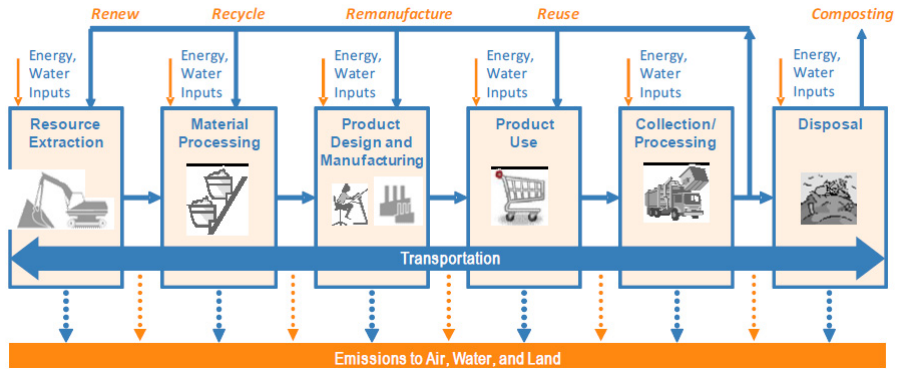 Renew Recycle Remanufacture Reuse Composting
Energy, Energy, Energy, Energy, Energy, Energy,
Water Water Water Water Water Water
Inputs Inputs Inputs Inputs Inputs Inputs
Resource Material Product Product Collection/ Disposal
Extraction Processing Design and Use Processing
Manufacturing
Transportation
Emissions to Air, Water, and Land